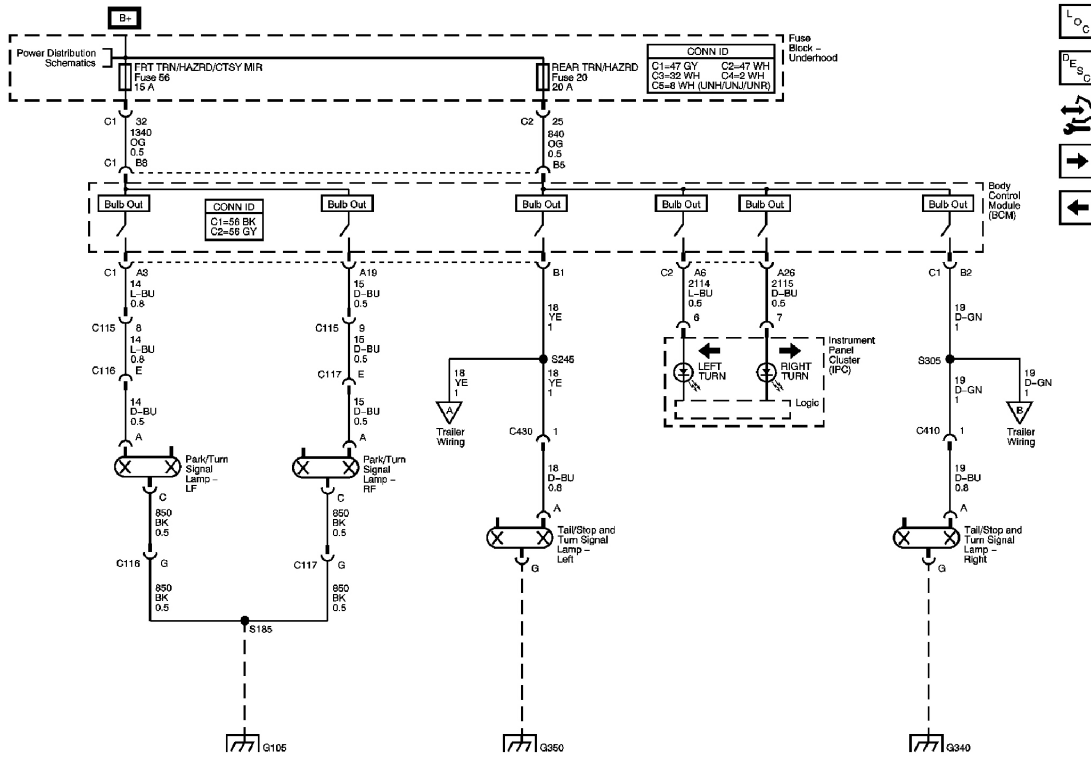 B+
Power Distribution
Schematics
FRT TRN/HAZRD/CTSY MIR
Fuse 56
15 A
REAR TRN/HAZRD
Fuse 20
20 A
CONN ID
C1=47 GY C2=47 WH
C3=32 WH C4=2 WH
C5=8 WH (UNH/UNJ/UNR)
Fuse
Block –
Underhood
L
O
C
D
E
S
C
C1 32
1340
OG
0.5
C1 B8
C2 25
840
OG
0.5
B5
Bulb Out
CONN ID
C1=56 BK
C2=56 GY
Bulb Out
Bulb Out
Bulb Out
Bulb Out
Bulb Out
Body
Control
Module
(BCM)
C1 A3
14
L–BU
0.8
C115 8
14
L–BU
0.8
C116 E
14
D–BU
0.5
A
Park/Turn
Signal
Lamp –
LF
C
850
BK
0.5
C116 G
850
BK
0.5
A19
15
D–BU
0.5
C115 9
15
D–BU
0.5
C117 E
15
D–BU
0.5
A
Park/Turn
Signal
Lamp –
RF
C
850
BK
0.5
C117 G
850
BK
0.5
S185
G105
B1
18
YE
1
S245
18
YE
1
A
Trailer
Wiring
18
YE
1
C430 1
18
D–BU
0.8
A
Tail/Stop and
Turn Signal
Lamp –
Left
G
G350
C2 A6
2114
L–BU
0.5
6
A26
2115
D–BU
0.5
7
LEFT
TURN
RIGHT
TURN
Logic
Instrument
Panel
Cluster
(IPC)
C1 B2
19
D–GN
1
S305
19
D–GN
1
19
D–GN
1
B
Trailer
Wiring
C410 1
19
D–BU
0.8
A
Tail/Stop and
Turn Signal
Lamp –
Right
G
G340